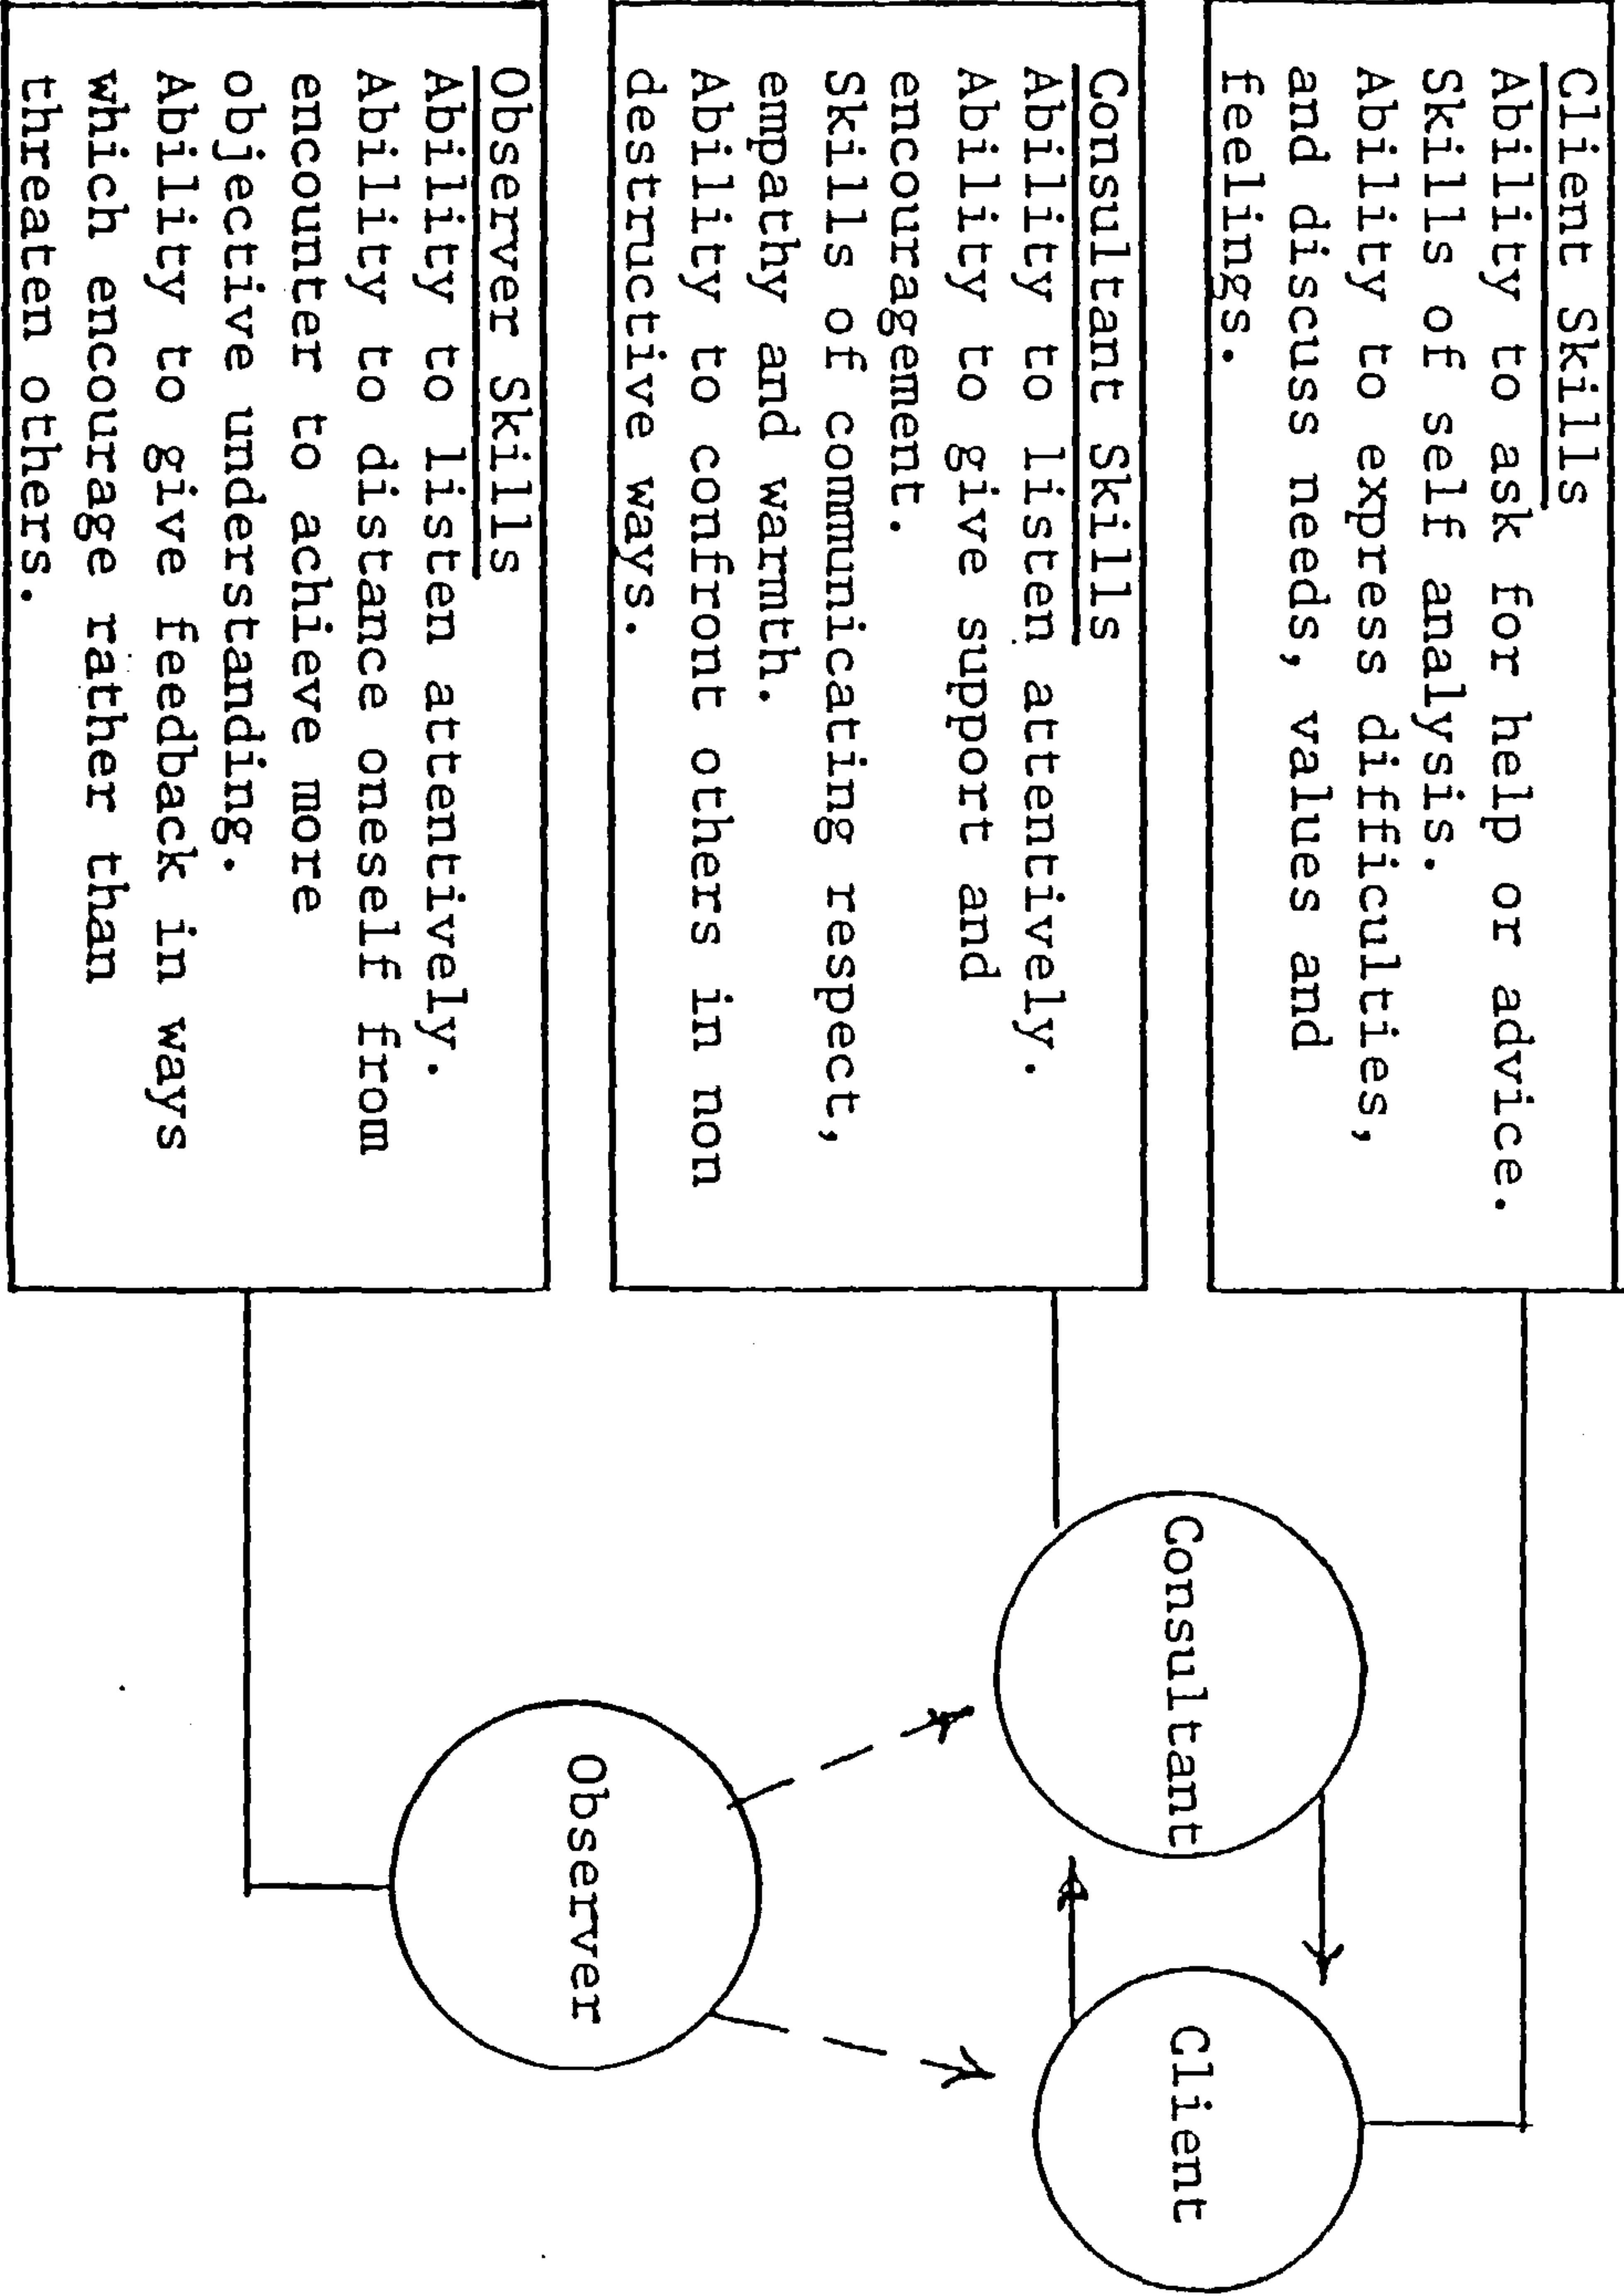 Client Skills
Ability to ask for help or advice.
Skills of self analysis.
Ability to express difficulties,
and discuss needs, values and
feelings.
Consultant Skills
Ability to listen attentively.
Ability to give support and
encouragement.
Skills of communicating respect,
empathy and warmth.
Ability to confront others in non
destructive ways.
Observer Skills
Ability to listen attentively.
Ability to distance oneself from
encounter to achieve more
objective understanding.
Ability to give feedback in ways
which encourage rather than
threaten others.
Consultant
Client
Observer